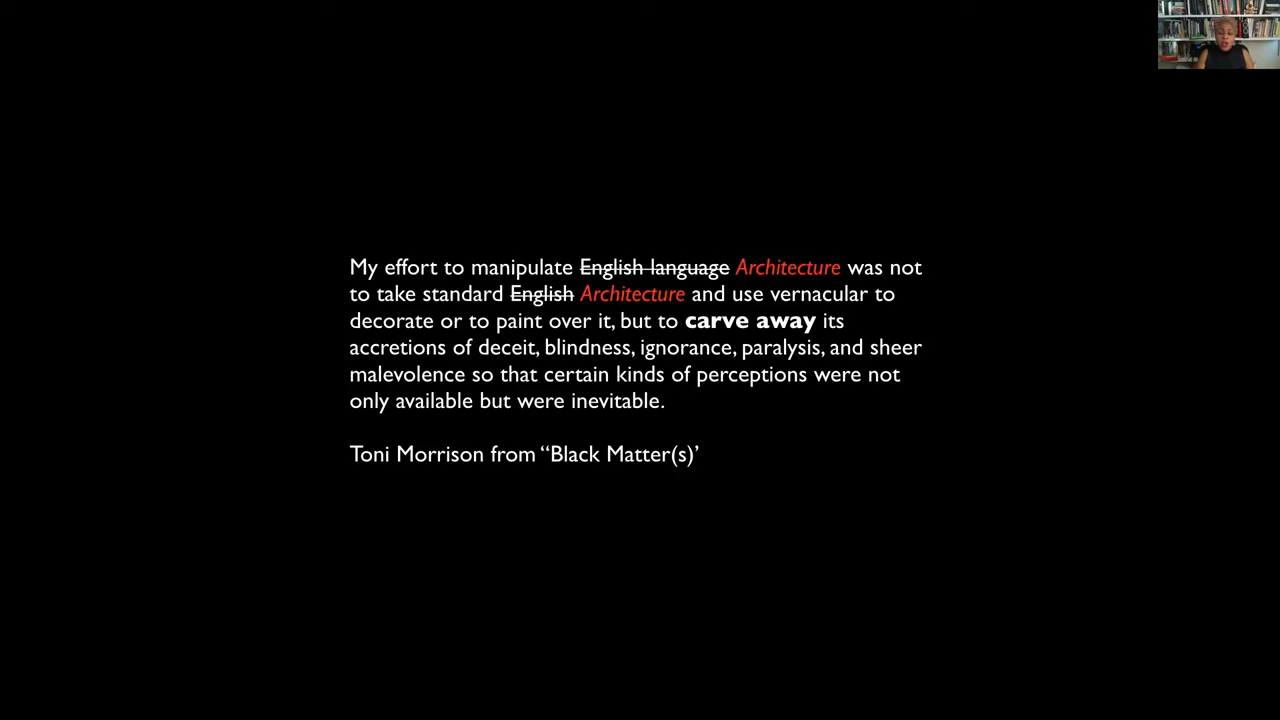 My effort to manipulate English language Architecture was not
to take standard English Architecture and use vernacular to
decorate or to paint over it, but to carve away its
accretions of deceit, blindness, ignorance, paralysis, and sheer
malevolence so that certain kinds of perceptions were not
only available but were inevitable.
Toni Morrison from “Black Matter(s)’